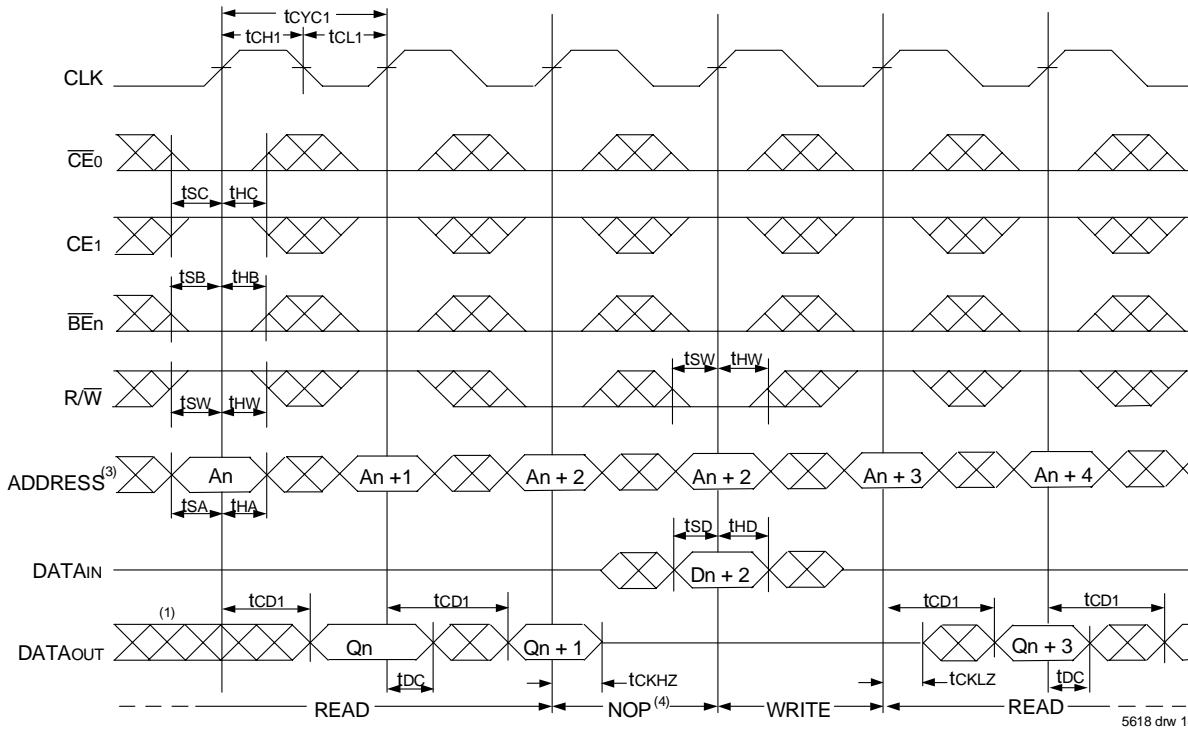 tCYC1
tCH1 tCL1
CLK
CE0
tSC tHC
CE1
tSB tHB
BEn
tSW tHW
R/W
tSW tHW
ADDRESS(3) An An +1 An + 2 An + 2 An + 3 An + 4
tSA tHA
tSD tHD
DATAIN Dn + 2
(1) tCD1 tCD1 tCD1 tCD1
DATAOUT Qn Qn + 1 Qn + 3
tDC tCKHZ tCKLZ tDC
READ NOP(4) WRITE READ
5618 drw 1